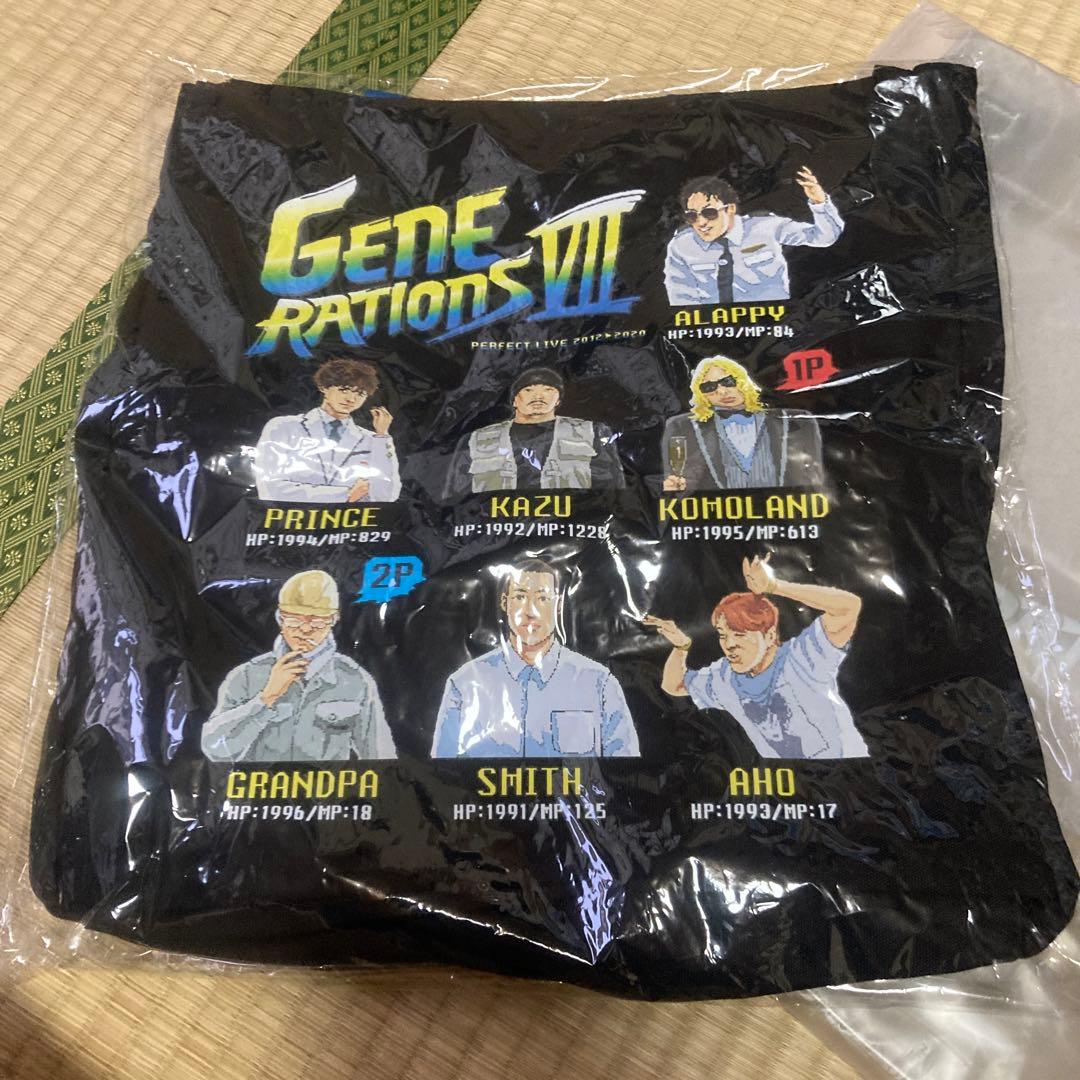 GENE
RATIONS VII
PERFECT LIVE 2012▶2020
ALAPPY
HP:1993/MP:84
1P
PRINCE
HP:1994/MP:829
KAZU
HP:1992/MP:1228
KOMOLAND
HP:1995/MP:613
2P
GRANDPA
HP:1996/MP:18
SMITH
HP:1991/MP:125
AHO
HP:1993/MP:17